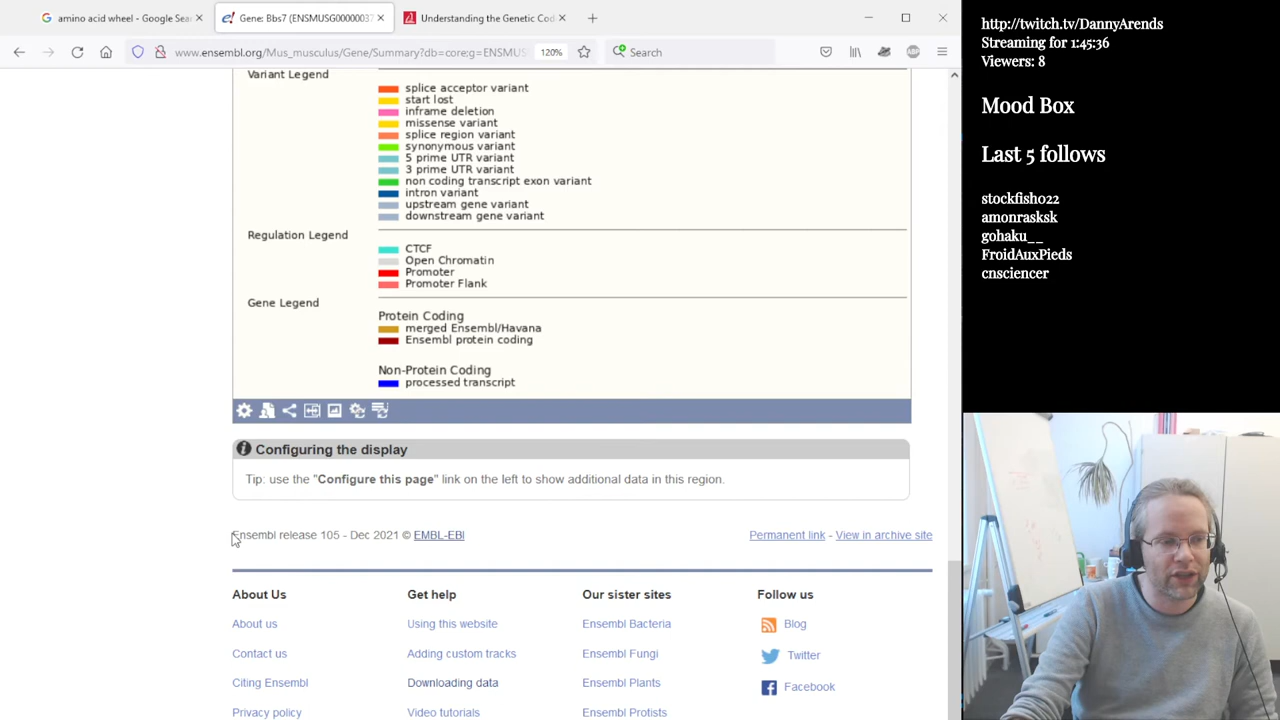 amino acid wheel - Google Sear
Gene: Bbs7 (ENSMUSG0000037
Understanding the Genetic Cod
www.ensembl.org/Mus_musculus/Gene/Summary?db=core;g=ENSMUS
120%
Search
Variant Legend
splice acceptor variant
start lost
inframe deletion
missense variant
splice region variant
synonymous variant
5 prime UTR variant
3 prime UTR variant
non coding transcript exon variant
intron variant
upstream gene variant
downstream gene variant
Regulation Legend
CTCF
Open Chromatin
Promoter
Promoter Flank
Gene Legend
Protein Coding
merged Ensembl/Havana
Ensembl protein coding
Non-Protein Coding
processed transcript
Configuring the display
Tip: use the "Configure this page" link on the left to show additional data in this region.
Ensembl release 105 - Dec 2021 © EMBL-EBI
Permanent link - View in archive site
About Us
About us
Contact us
Citing Ensembl
Privacy policy
Get help
Using this website
Adding custom tracks
Downloading data
Video tutorials
Our sister sites
Ensembl Bacteria
Ensembl Fungi
Ensembl Plants
Ensembl Protists
Follow us
Blog
Twitter
Facebook
http://twitch.tv/DannyArends
Streaming for 1:45:36
Viewers: 8
Mood Box
Last 5 follows
stockfish022
amonrasksk
gohaku__
FroidAuxPieds
cnsciencer